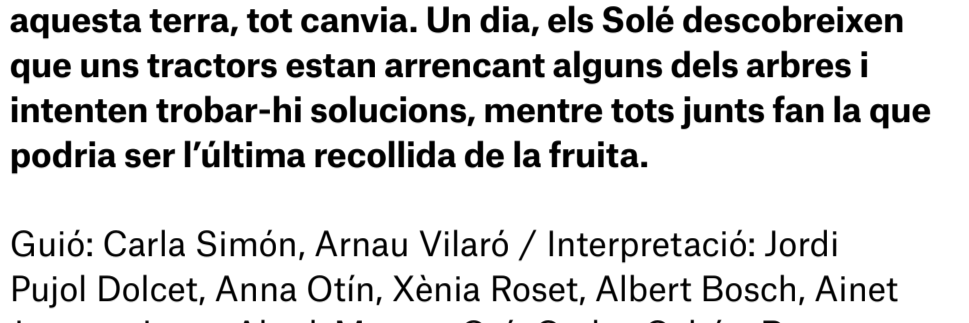 aquesta terra, tot canvia. Un dia, els Solé descobreixen
que uns tractors estan arrencant alguns dels arbres i
intenten trobar-hi solucions, mentre tots junts fan la que
podria ser l’última recollida de la fruita.
Guió: Carla Simón, Arnau Vilaró / Interpretació: Jordi
Pujol Dolcet, Anna Otín, Xènia Roset, Albert Bosch, Ainet